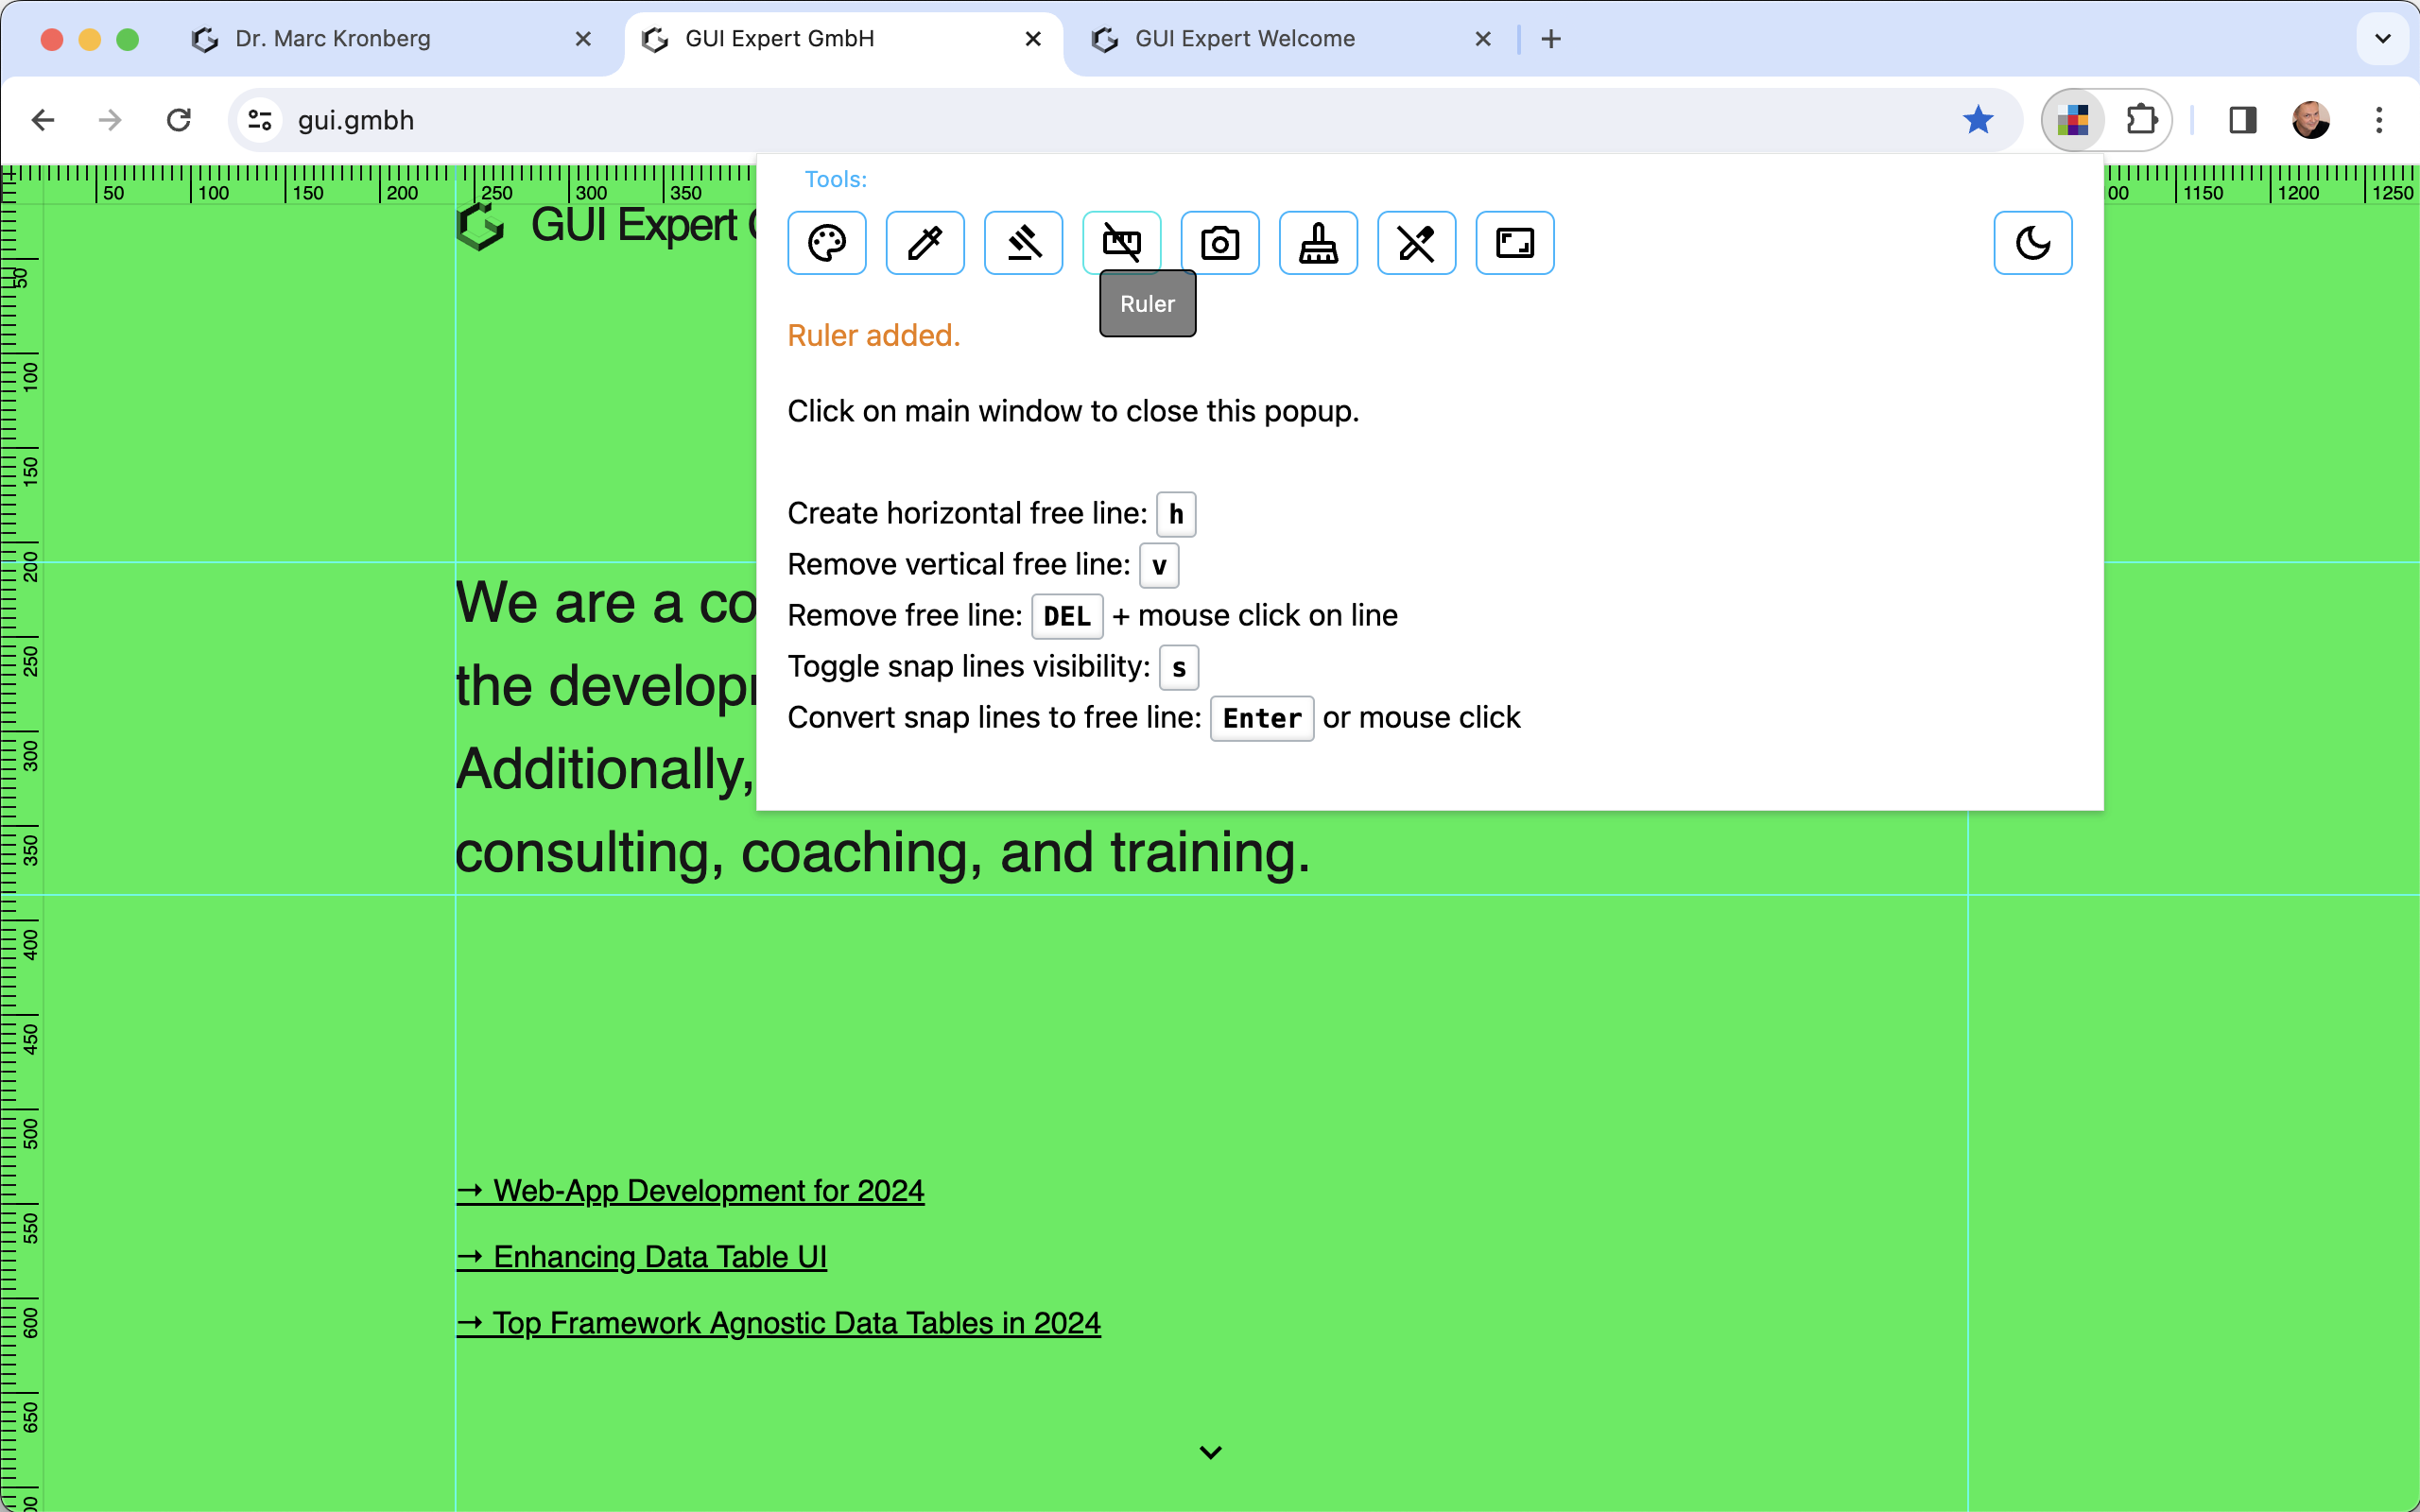 Dr. Marc Kronberg
GUI Expert GmbH
GUI Expert Welcome
gui.gmbh
50 100 150 200 250 300 350
00 1150 1200 1250
Tools:
GUI Expert
Ruler
Ruler added.
Click on main window to close this popup.
Create horizontal free line: h
Remove vertical free line: v
Remove free line: DEL + mouse click on line
Toggle snap lines visibility: s
Convert snap lines to free line: Enter or mouse click
We are a co
the develop
Additionally,
consulting, coaching, and training.
→ Web-App Development for 2024
→ Enhancing Data Table UI
→ Top Framework Agnostic Data Tables in 2024
50
100
150
200
250
300
350
400
450
500
550
600
650